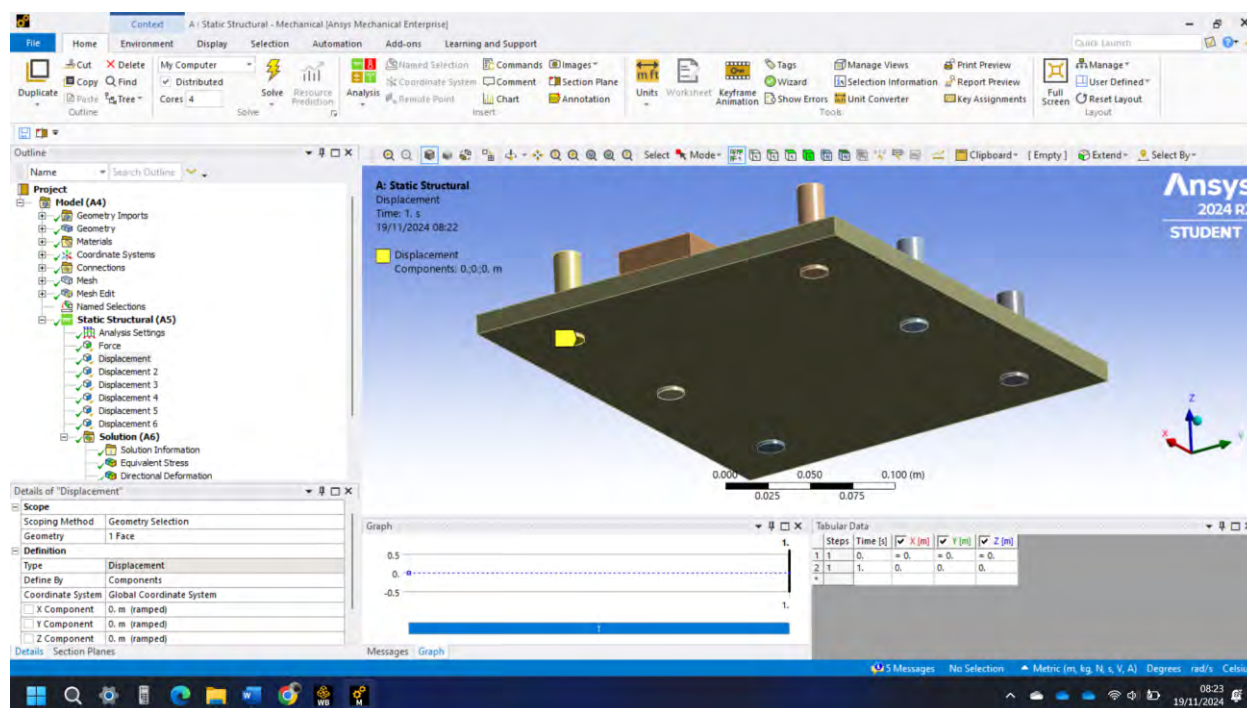 Context A : Static Structural - Mechanical [Ansys Mechanical Enterprise]
File Home Environment Display Selection Automation Add-ons Learning and Support Quick Launch
Duplicate Cut Copy Paste Delete Find Tree
Outline
My Computer Distributed Cores 4 Solve Resource Prediction
Solve
Analysis Named Selection Coordinate System Remote Point Commands Comment Chart Images Section Plane Annotation
Insert
Units Worksheet Keyframe Animation Tags Wizard Show Errors Manage Views Selection Information Unit Converter Print Preview Report Preview Key Assignments
Tools
Full Screen Manage User Defined Reset Layout
Layout
Outline
Name Search Outline
Select Mode Clipboard [Empty] Extend Select By
Project
Model (A4)
Geometry Imports
Geometry
Materials
Coordinate Systems
Connections
Mesh
Mesh Edit
Named Selections
Static Structural (A5)
Analysis Settings
Force
Displacement
Displacement 2
Displacement 3
Displacement 4
Displacement 5
Displacement 6
Solution (A6)
Solution Information
Equivalent Stress
Directional Deformation
A: Static Structural
Displacement
Time: 1. s
19/11/2024 08:22
Displacement
Components: 0.;0.;0. m
Ansys
2024 R
STUDENT
Z
X
Y
0.000 0.050 0.100 (m)
0.025 0.075
Details of "Displacement"
Scope
Scoping Method Geometry Selection
Geometry 1 Face
Definition
Type Displacement
Define By Components
Coordinate System Global Coordinate System
X Component 0. m (ramped)
Y Component 0. m (ramped)
Z Component 0. m (ramped)
Details Section Planes
Graph
1.
0.5
0.
-0.5
1.
1
Messages Graph
Tabular Data
Steps Time [s] X [m] Y [m] Z [m]
1 1 0. = 0. = 0. = 0.
2 1 1. 0. 0. 0.
*
5 Messages No Selection Metric (m, kg, N, s, V, A) Degrees rad/s Celsiu
WB M
08:23
19/11/2024